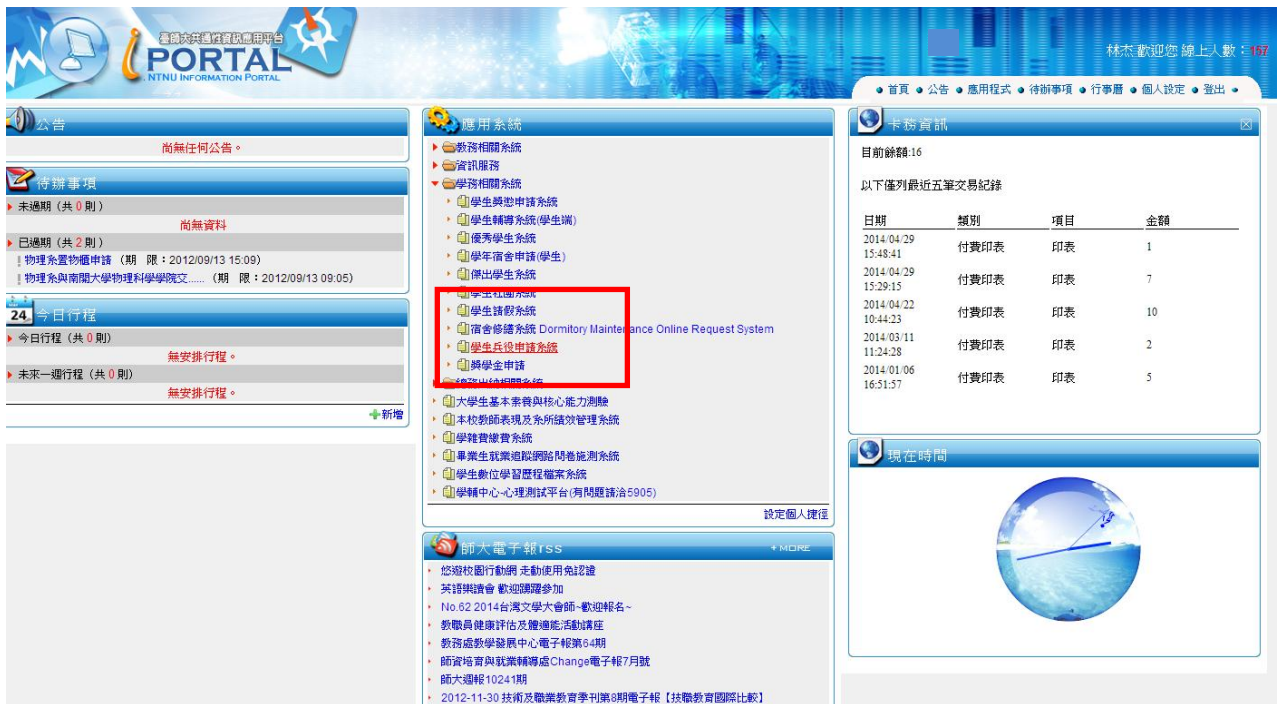 臺師大共通性資訊應用平台
i PORTAL
NTNU INFORMATION PORTAL
林杰 歡迎您 線上人數：157
首頁 公告 應用程式 待辦事項 行事曆 個人設定 登出
公告
尚無任何公告。
待辦事項
未過期 (共 0 則)
尚無資料
已過期 (共 2 則)
物理系置物櫃申請 (期 限：2012/09/13 15:09)
物理系與南開大學物理科學學院交...... (期 限：2012/09/13 09:05)
24 今日行程
今日行程 (共 0 則)
無安排行程。
未來一週行程 (共 0 則)
無安排行程。
新增
應用系統
教務相關系統
資訊服務
學務相關系統
學生獎懲申請系統
學生輔導系統(學生端)
優秀學生系統
學年宿舍申請(學生)
傑出學生系統
學生社團系統
學生請假系統
宿舍修繕系統 Dormitory Maintenance Online Request System
學生兵役申請系統
獎學金申請
總務出納相關系統
大學生基本素養與核心能力測驗
本校教師表現及系所績效管理系統
學雜費繳費系統
畢業生就業追蹤網路問卷施測系統
學生數位學習歷程檔案系統
學輔中心-心理測試平台(有問題請洽5905)
設定個人捷徑
師大電子報rss
+MORE
悠遊校園行動網 走動使用免認證
英語樂讀會 歡迎踴躍參加
No.62 2014台灣文學大會師~歡迎報名~
教職員健康評估及體適能活動講座
教務處教學發展中心電子報第64期
師資培育與就業輔導處Change電子報7月號
師大週報10241期
2012-11-30 技術及職業教育季刊第8期電子報【技職教育國際比較】
卡務資訊
目前餘額:16
以下僅列最近五筆交易紀錄
日期 類別 項目 金額
2014/04/29 15:48:41 付費印表 印表 1
2014/04/29 15:29:15 付費印表 印表 7
2014/04/22 10:44:23 付費印表 印表 10
2014/03/11 11:24:28 付費印表 印表 2
2014/01/06 16:51:57 付費印表 印表 5
現在時間